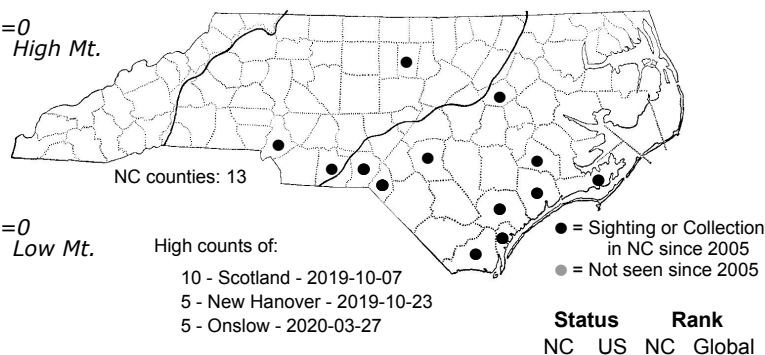 =0
High Mt.
NC counties: 13
=0
Low Mt.
High counts of:
10 - Scotland - 2019-10-07
5 - New Hanover - 2019-10-23
5 - Onslow - 2020-03-27
● = Sighting or Collection
in NC since 2005
● = Not seen since 2005
Status Rank
NC US NC Global